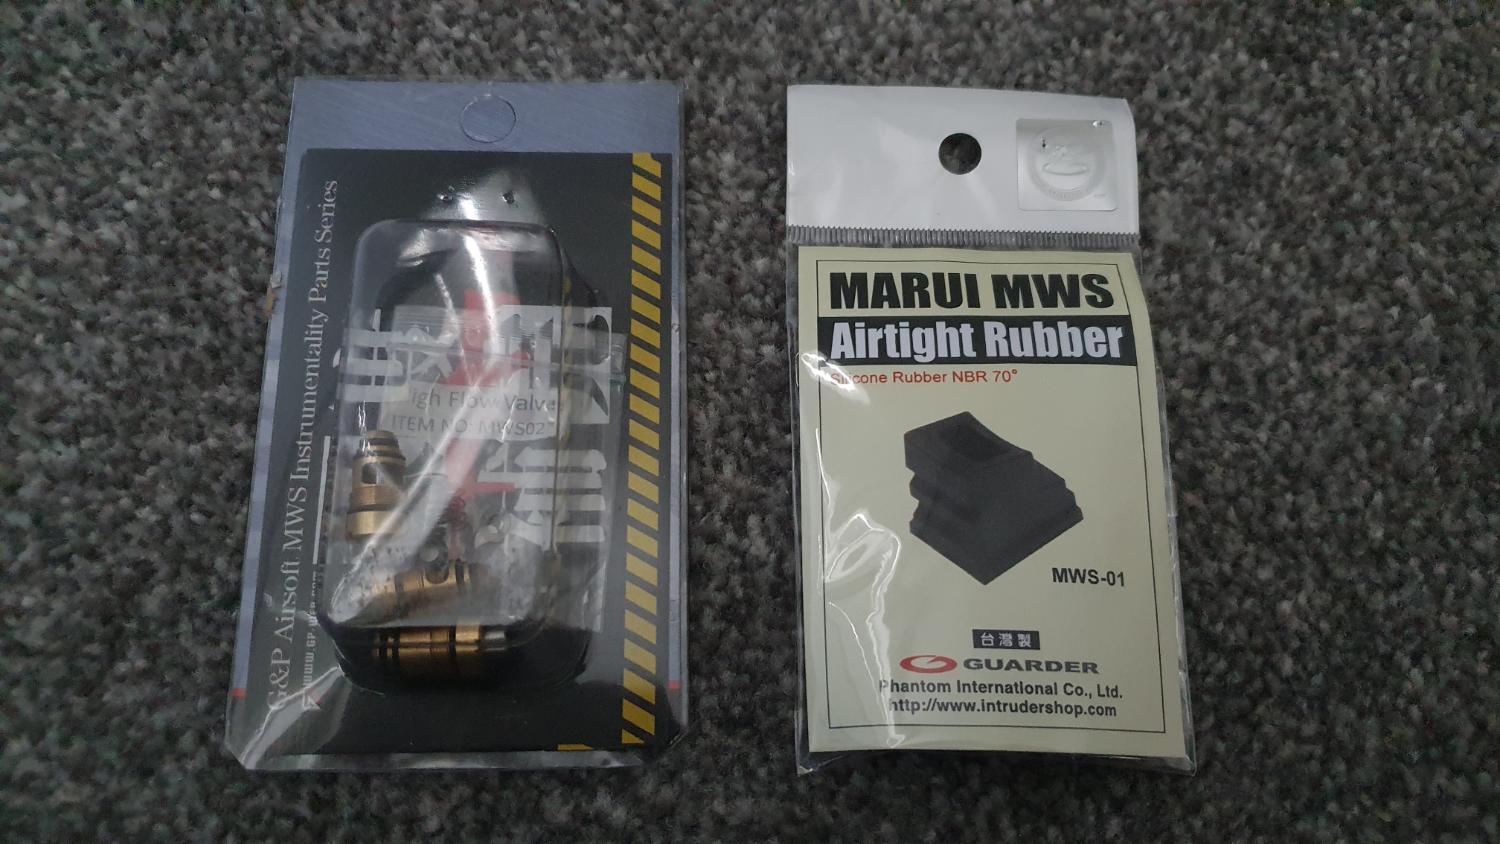 G&P Airsoft MWS Instrumentality Parts Series
High Flow Valve
ITEM NO: MWS02
MARUI MWS
Airtight Rubber
Silicone Rubber NBR 70°
MWS-01
台灣製
GUARDER
Phantom International Co., Ltd.
http://www.intrudershop.com